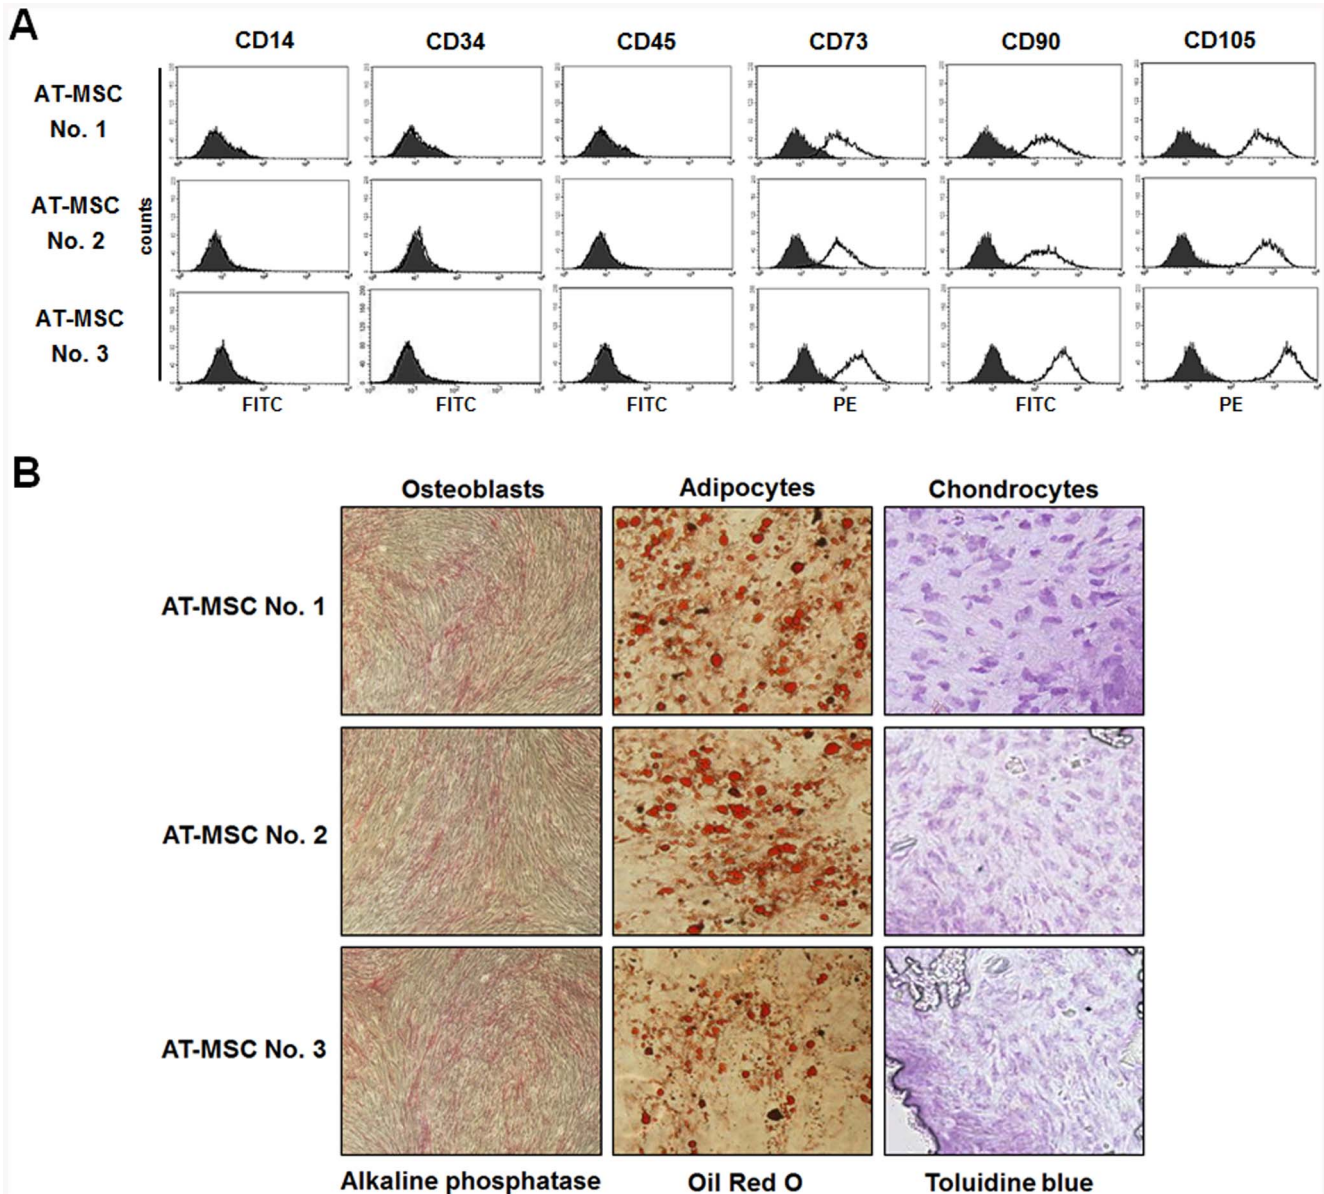 A
CD14 CD34 CD45 CD73 CD90 CD105
AT-MSC
No. 1
AT-MSC
No. 2
AT-MSC
No. 3
counts
FITC FITC FITC PE FITC PE
B
Osteoblasts Adipocytes Chondrocytes
AT-MSC No. 1
AT-MSC No. 2
AT-MSC No. 3
Alkaline phosphatase Oil Red O Toluidine blue